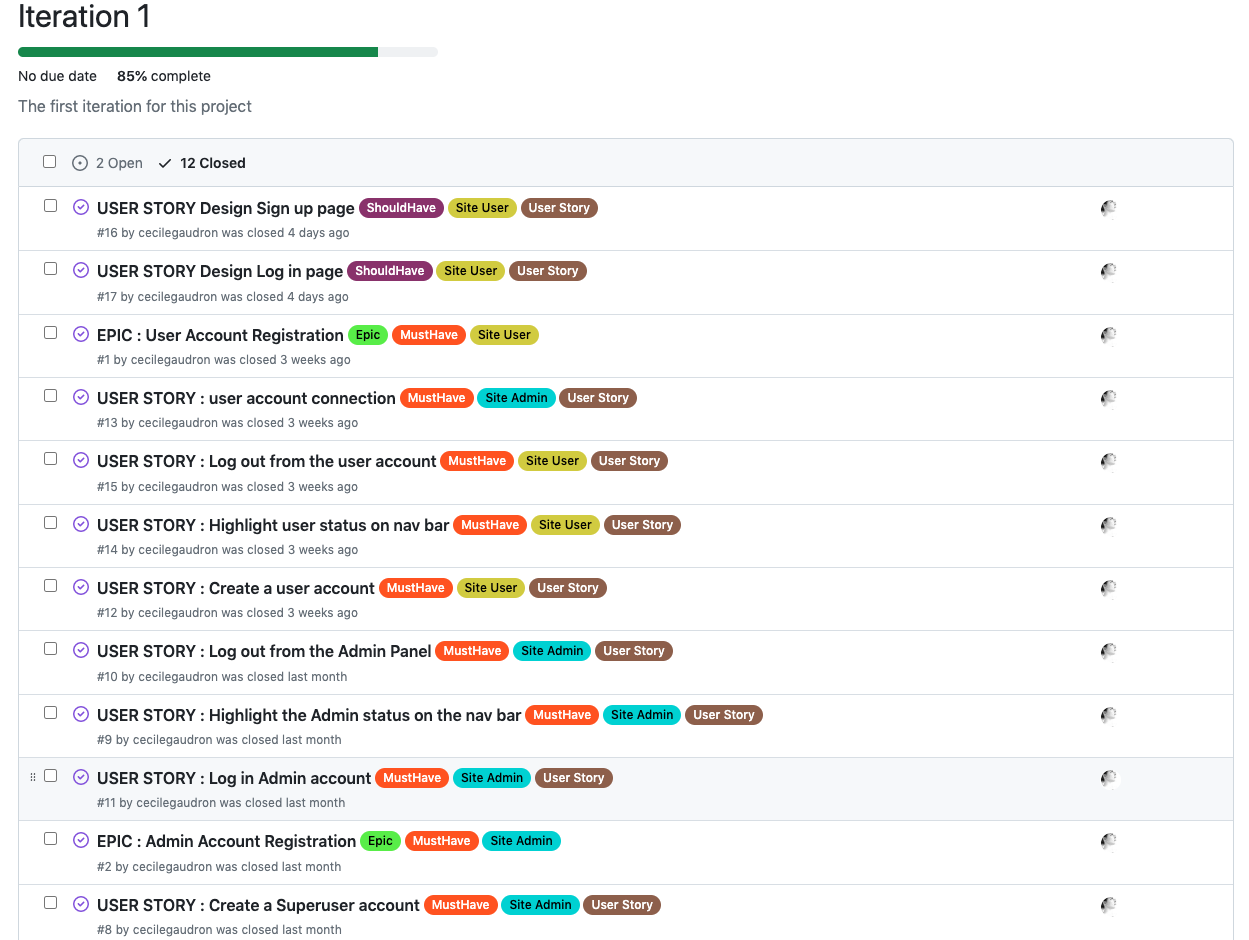 Iteration 1
No due date 85% complete
The first iteration for this project
2 Open 12 Closed
USER STORY Design Sign up page ShouldHave Site User User Story
#16 by cecilegaudron was closed 4 days ago
USER STORY Design Log in page ShouldHave Site User User Story
#17 by cecilegaudron was closed 4 days ago
EPIC : User Account Registration Epic MustHave Site User
#1 by cecilegaudron was closed 3 weeks ago
USER STORY : user account connection MustHave Site Admin User Story
#13 by cecilegaudron was closed 3 weeks ago
USER STORY : Log out from the user account MustHave Site User User Story
#15 by cecilegaudron was closed 3 weeks ago
USER STORY : Highlight user status on nav bar MustHave Site User User Story
#14 by cecilegaudron was closed 3 weeks ago
USER STORY : Create a user account MustHave Site User User Story
#12 by cecilegaudron was closed 3 weeks ago
USER STORY : Log out from the Admin Panel MustHave Site Admin User Story
#10 by cecilegaudron was closed last month
USER STORY : Highlight the Admin status on the nav bar MustHave Site Admin User Story
#9 by cecilegaudron was closed last month
USER STORY : Log in Admin account MustHave Site Admin User Story
#11 by cecilegaudron was closed last month
EPIC : Admin Account Registration Epic MustHave Site Admin
#2 by cecilegaudron was closed last month
USER STORY : Create a Superuser account MustHave Site Admin User Story
#8 by cecilegaudron was closed last month